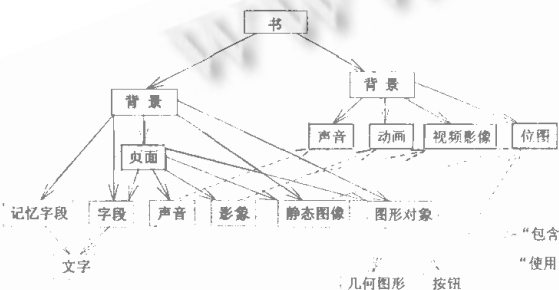 书
背景
背景
声音 动画 视频影像 位图
页面
记忆字段 字段 声音 影象 静态图像 图形对象
“包含
“使用
文字
几何图形 按钮